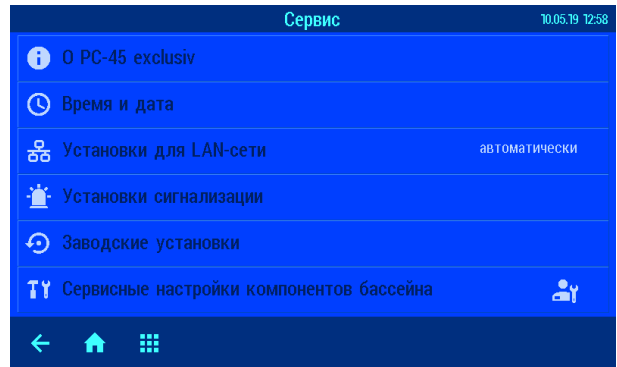 Сервис
10.05.19 12:58
О PC-45 exclusiv
Время и дата
Установки для LAN-сети
автоматически
Установки сигнализации
Заводские установки
Сервисные настройки компонентов бассейна